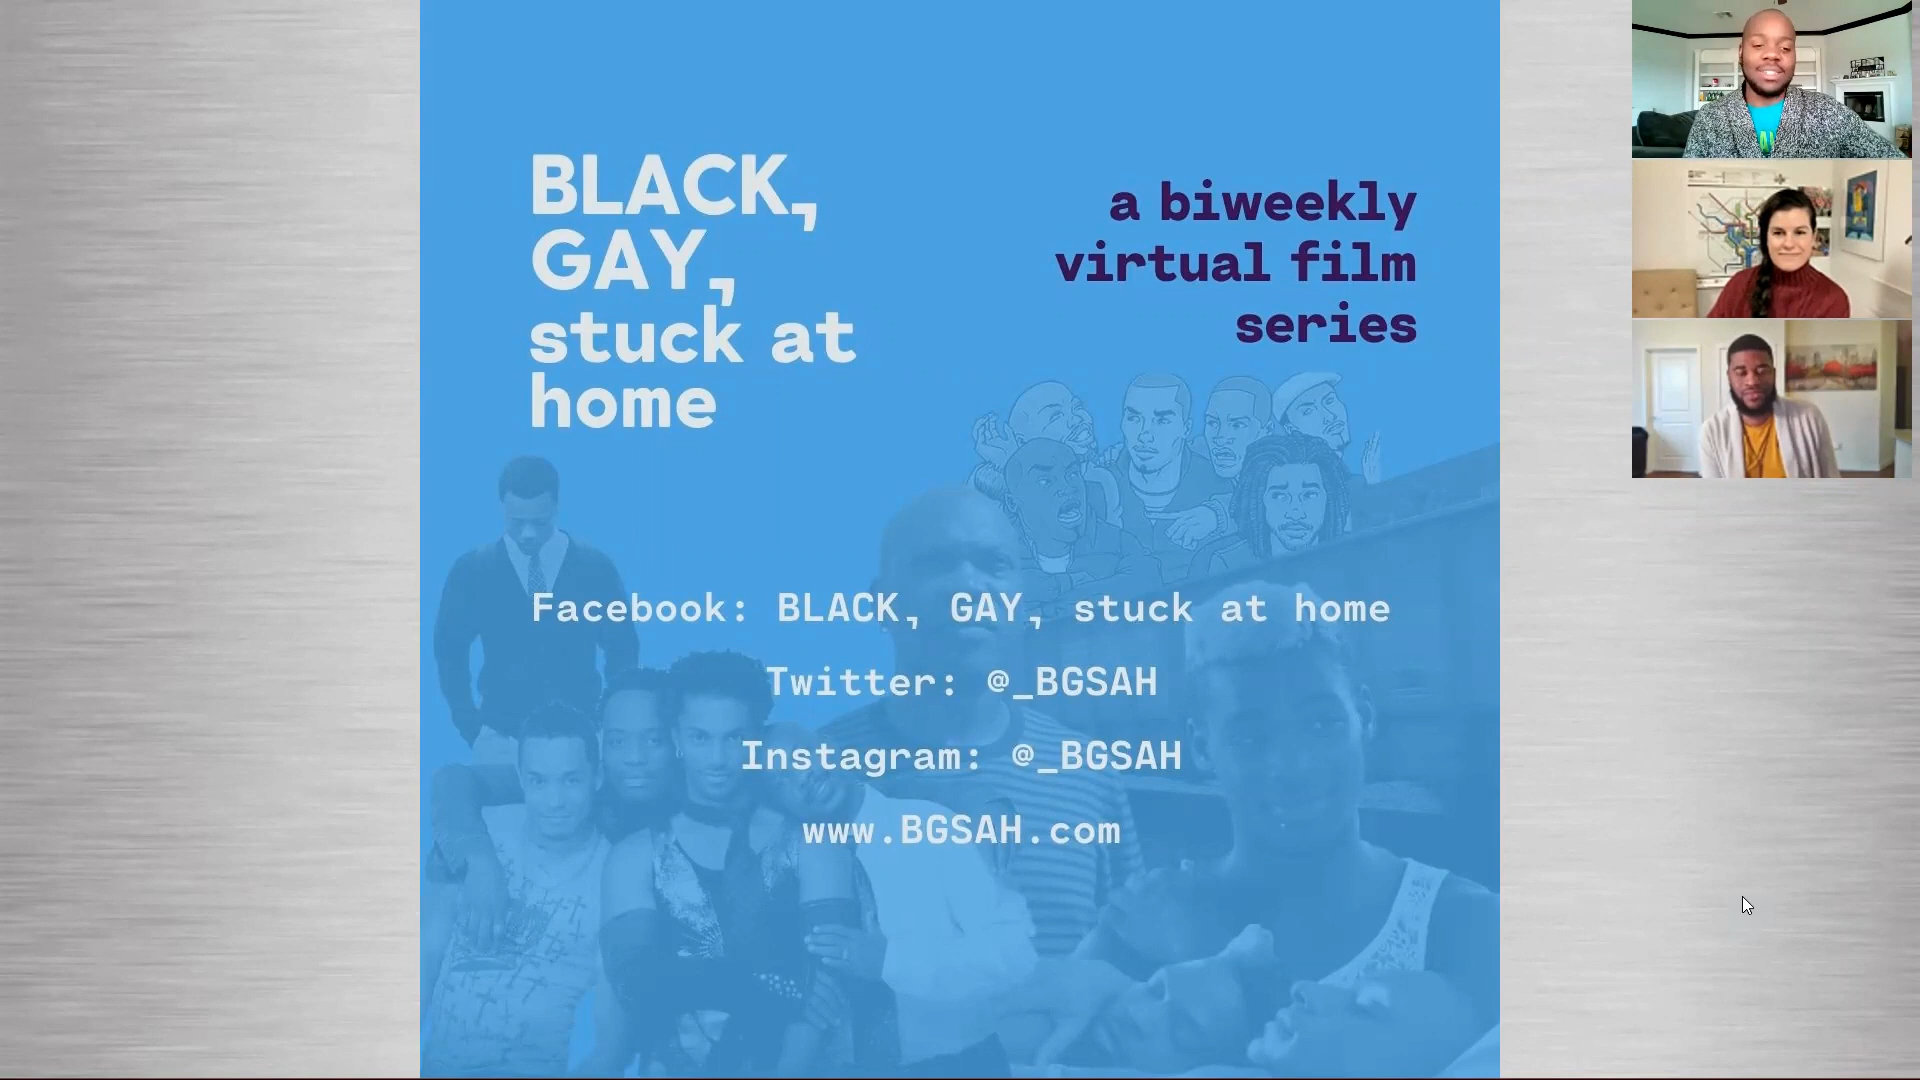 BLACK,
GAY,
stuck at
home
a biweekly
virtual film
series
Facebook: BLACK, GAY, stuck at home
Twitter: @_BGSAH
Instagram: @_BGSAH
www.BGSAH.com